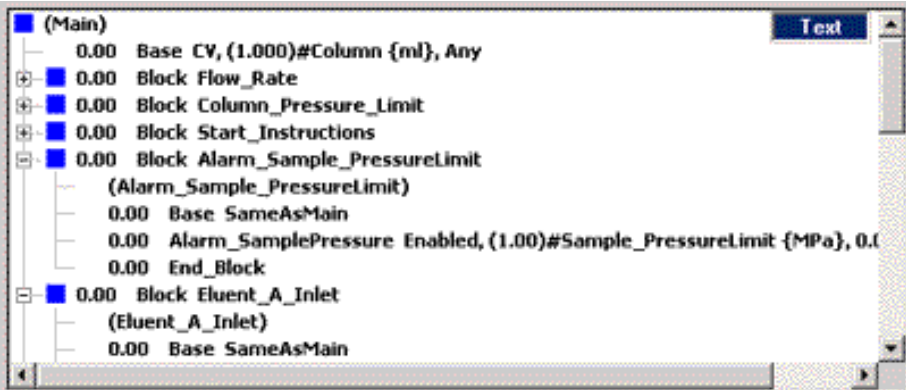 (Main)
Text
0.00 Base CV, (1.000)#Column {ml}, Any
0.00 Block Flow_Rate
0.00 Block Column_Pressure_Limit
0.00 Block Start_Instructions
0.00 Block Alarm_Sample_PressureLimit
(Alarm_Sample_PressureLimit)
0.00 Base SameAsMain
0.00 Alarm_SamplePressure Enabled, (1.00)#Sample_PressureLimit {MPa}, 0.(
0.00 End_Block
0.00 Block Eluent_A_Inlet
(Eluent_A_Inlet)
0.00 Base SameAsMain